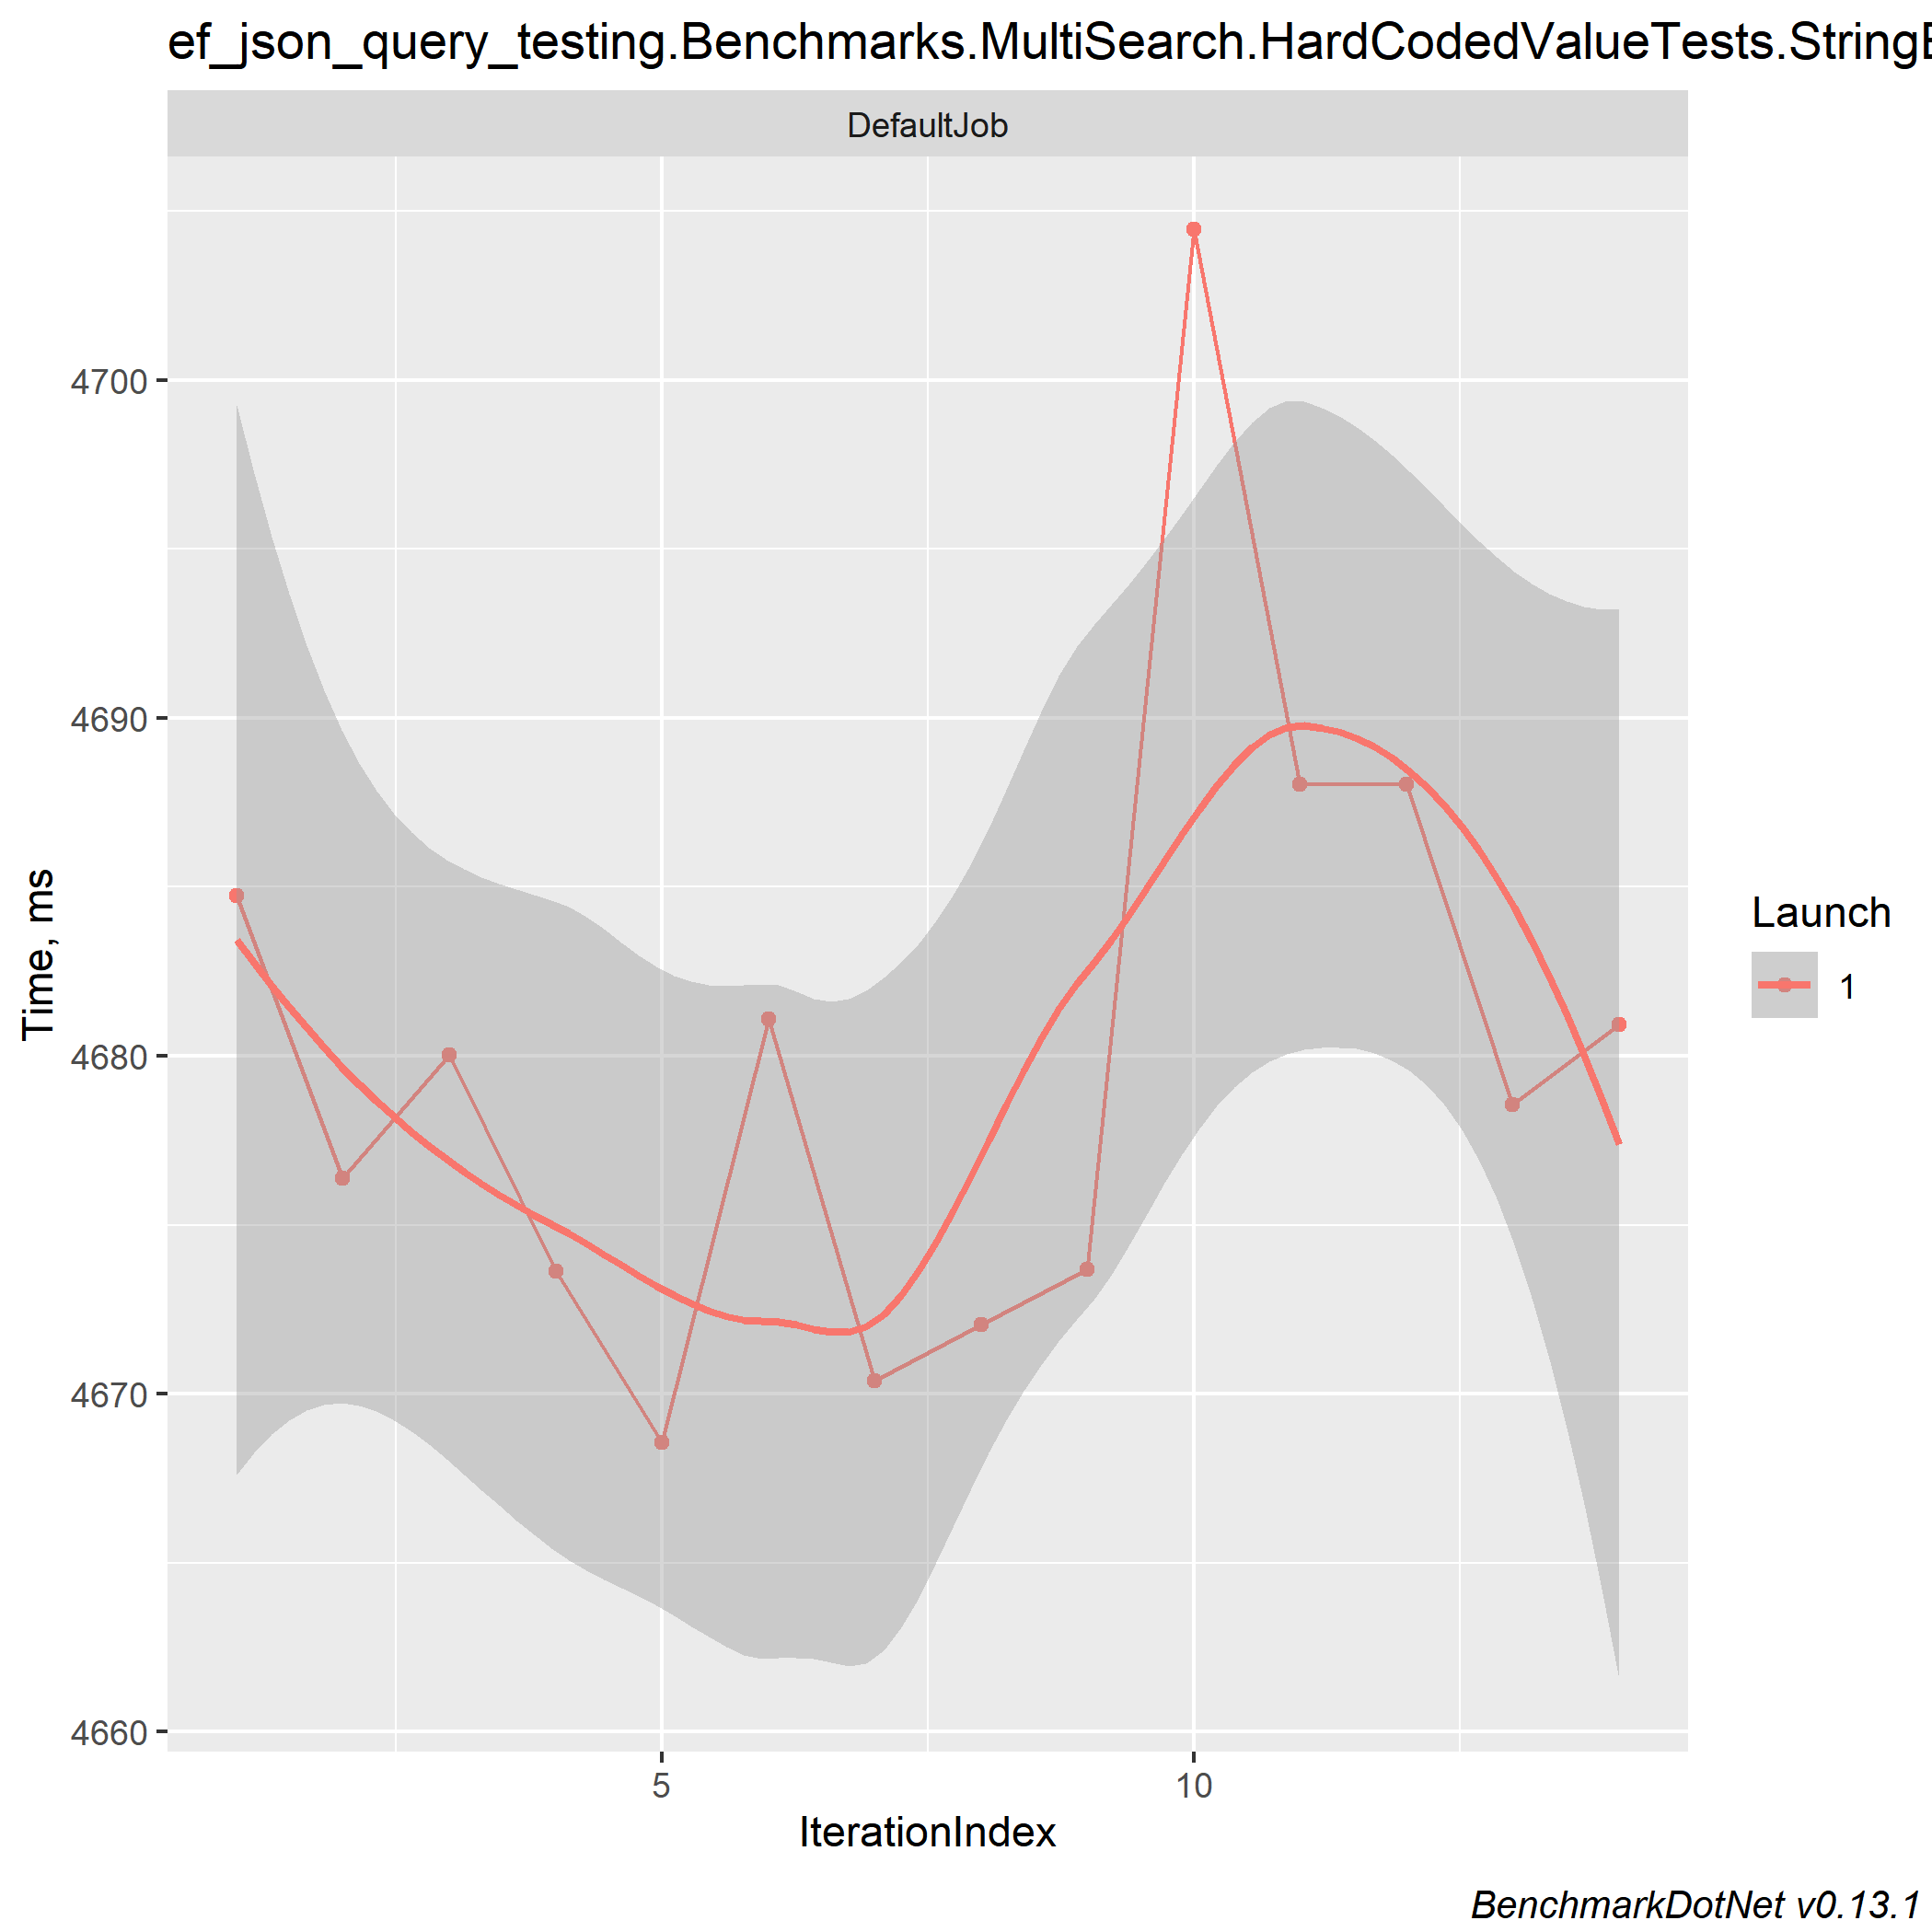 ef_json_query_testing.Benchmarks.MultiSearch.HardCodedValueTests.String
DefaultJob
4700
4690
4680
4670
4660
Time, ms
5
10
IterationIndex
Launch
1
BenchmarkDotNet v0.13.1